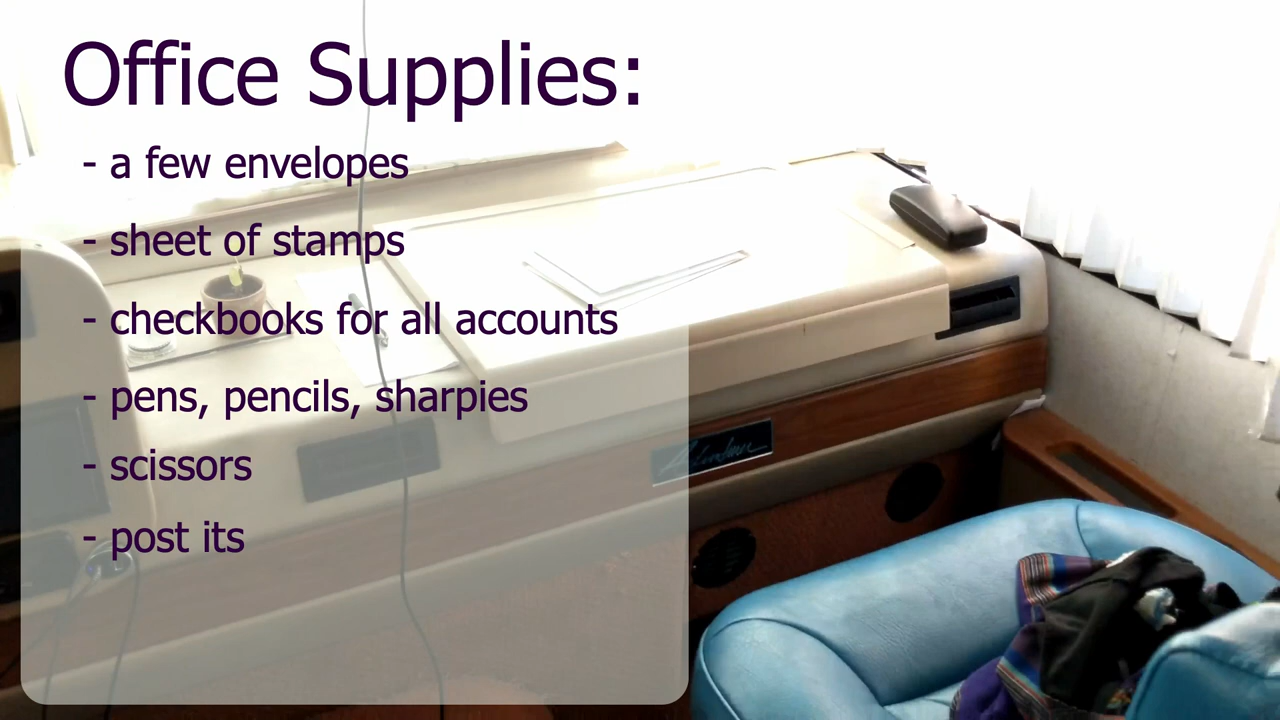 Office Supplies:
- a few envelopes
- sheet of stamps
- checkbooks for all accounts
- pens, pencils, sharpies
- scissors
- post its